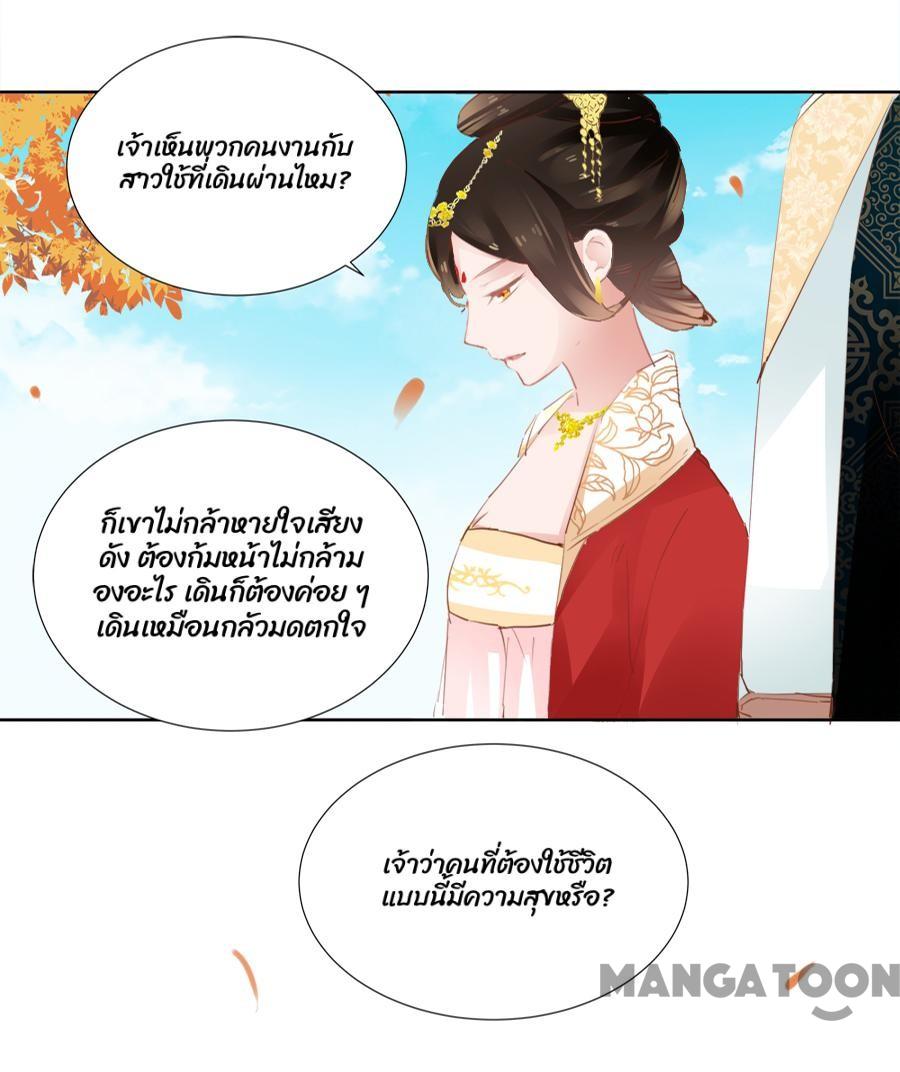 เจ้าเห็นพวกคนงานกับ
สาวใช้ที่เดินผ่านไหม?
ก็เขาไม่กล้าหายใจเสียง
ดัง ต้องก้มหน้าไม่กล้าม
องอะไร เดินก็ต้องค่อย ๆ
เดินเหมือนกลัวมดตกใจ
เจ้าว่าคนที่ต้องใช้ชีวิต
แบบนี้มีความสุขหรือ?
MANGATOON